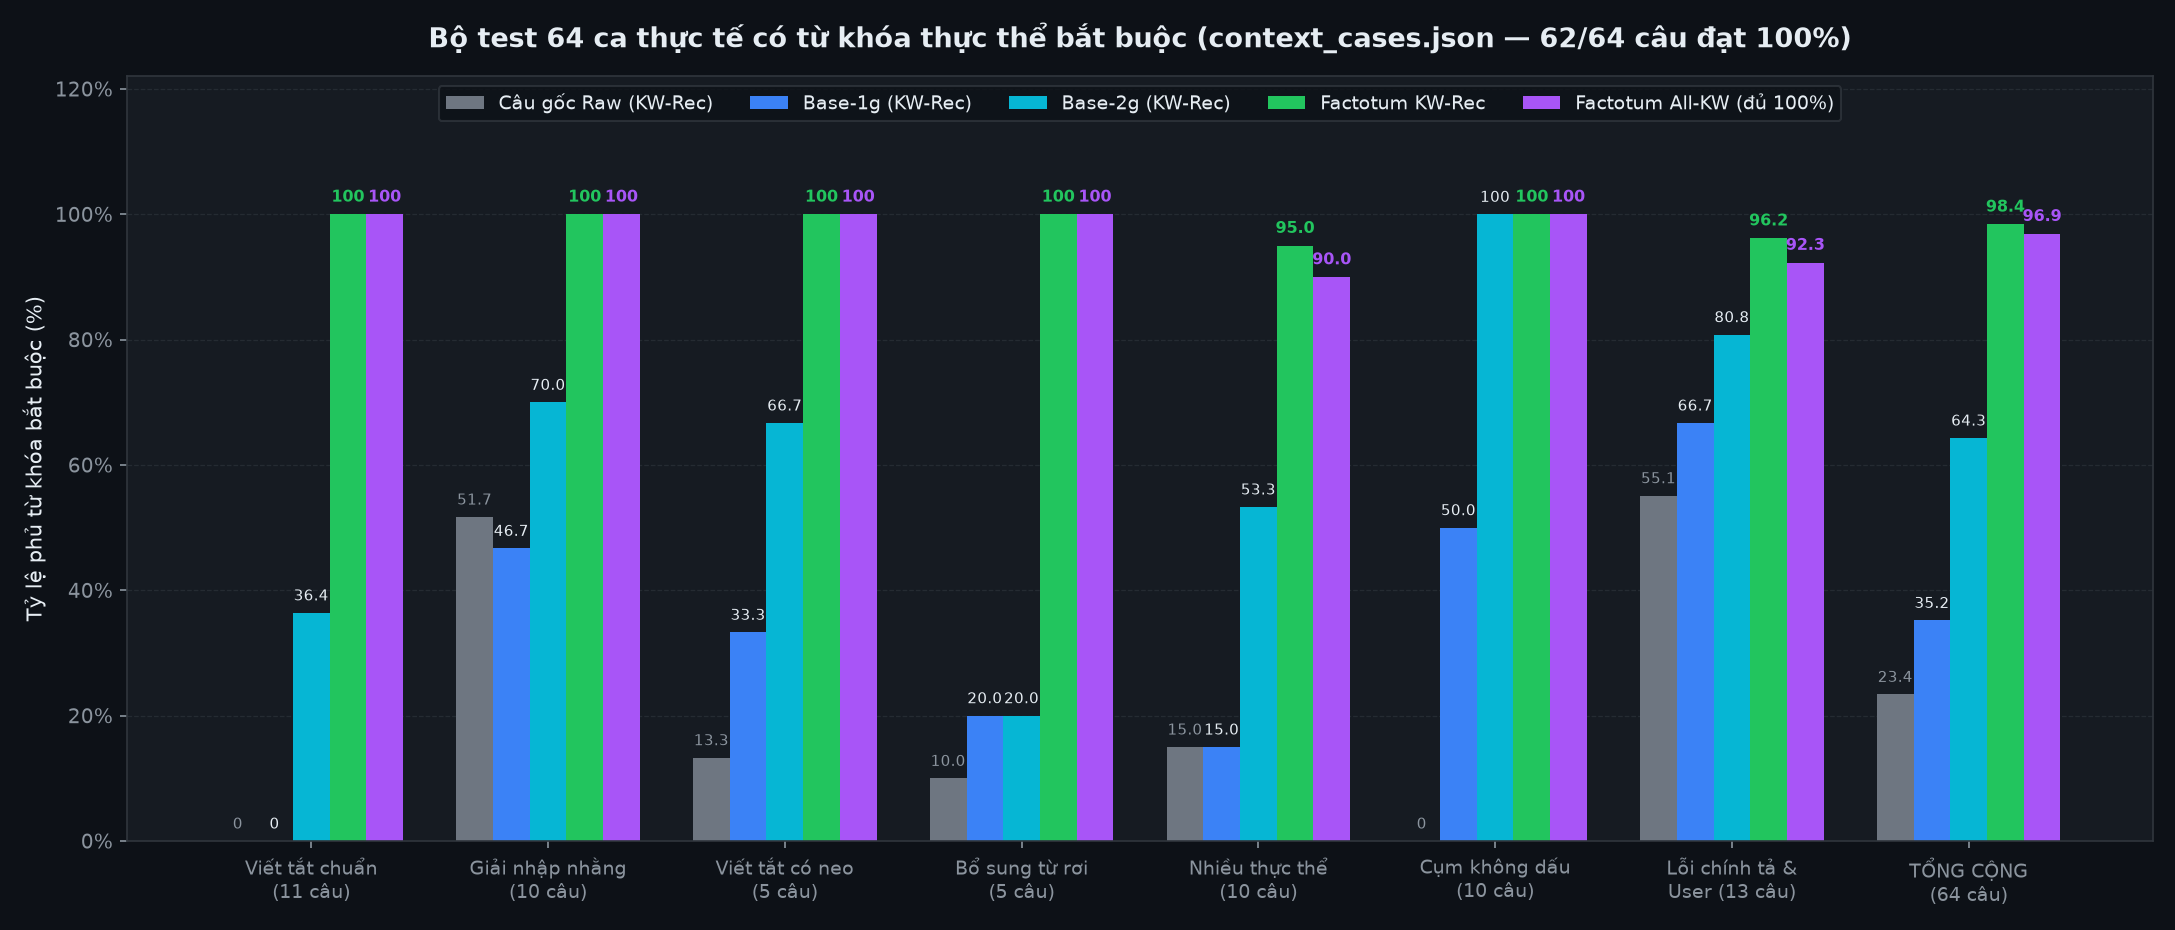 Bộ test 64 ca thực tế có từ khóa thực thể bắt buộc (context_cases.json — 62/64 câu đạt 100%)
Câu gốc Raw (KW-Rec)
Base-1g (KW-Rec)
Base-2g (KW-Rec)
Factotum KW-Rec
Factotum All-KW (đủ 100%)
Tỷ lệ phủ từ khóa bắt buộc (%)
120%
100%
80%
60%
40%
20%
0%
0
0
36.4
100
100
51.7
46.7
70.0
100
100
13.3
33.3
66.7
100
100
10.0
20.0
20.0
100
100
15.0
15.0
53.3
95.0
90.0
0
50.0
100
100
100
55.1
66.7
80.8
96.2
92.3
23.4
35.2
64.3
98.4
96.9
Viết tắt chuẩn
(11 câu)
Giải nhập nhằng
(10 câu)
Viết tắt có neo
(5 câu)
Bổ sung từ rơi
(5 câu)
Nhiều thực thể
(10 câu)
Cụm không dấu
(10 câu)
Lỗi chính tả &
User (13 câu)
TỔNG CỘNG
(64 câu)